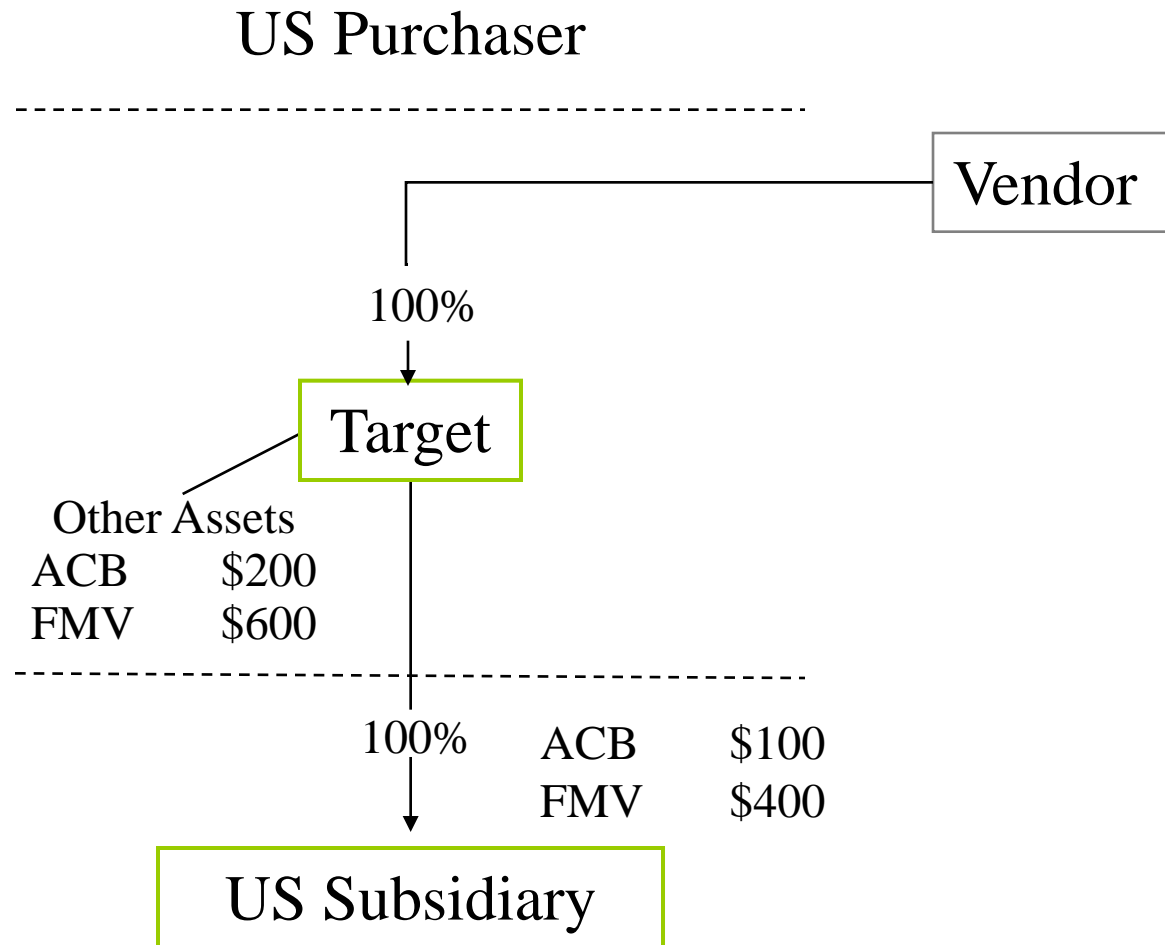 US Purchaser
Vendor
100%
Target
Other Assets
ACB $200
FMV $600
100%
ACB $100
FMV $400
US Subsidiary